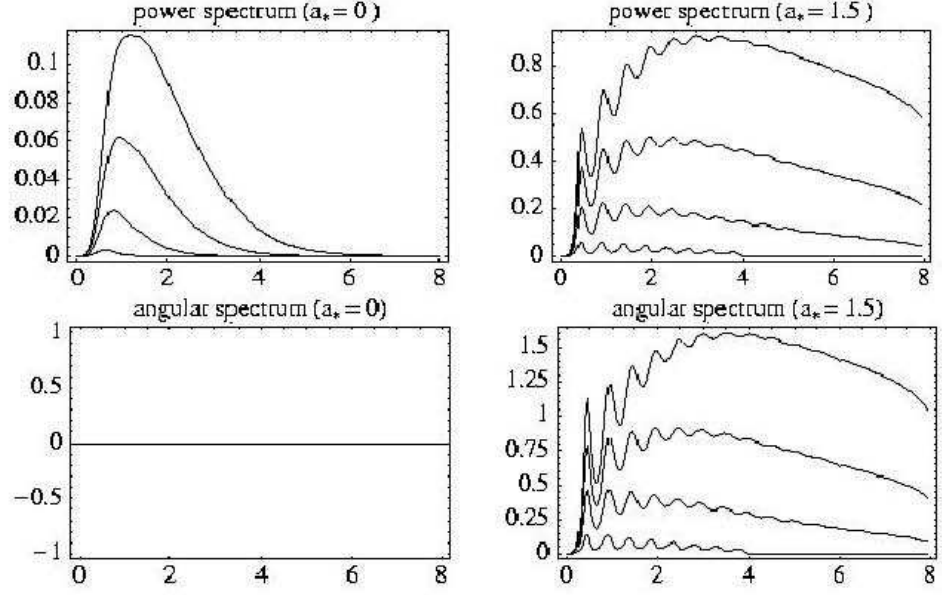 power spectrum (a* = 0 )
0.1
0.08
0.06
0.04
0.02
0
0 2 4 6 8
power spectrum (a* = 1.5 )
0.8
0.6
0.4
0.2
0
0 2 4 6 8
angular spectrum (a* = 0)
1
0.5
0
−0.5
−1
0 2 4 6 8
angular spectrum (a* = 1.5)
1.5
1.25
1
0.75
0.5
0.25
0
0 2 4 6 8